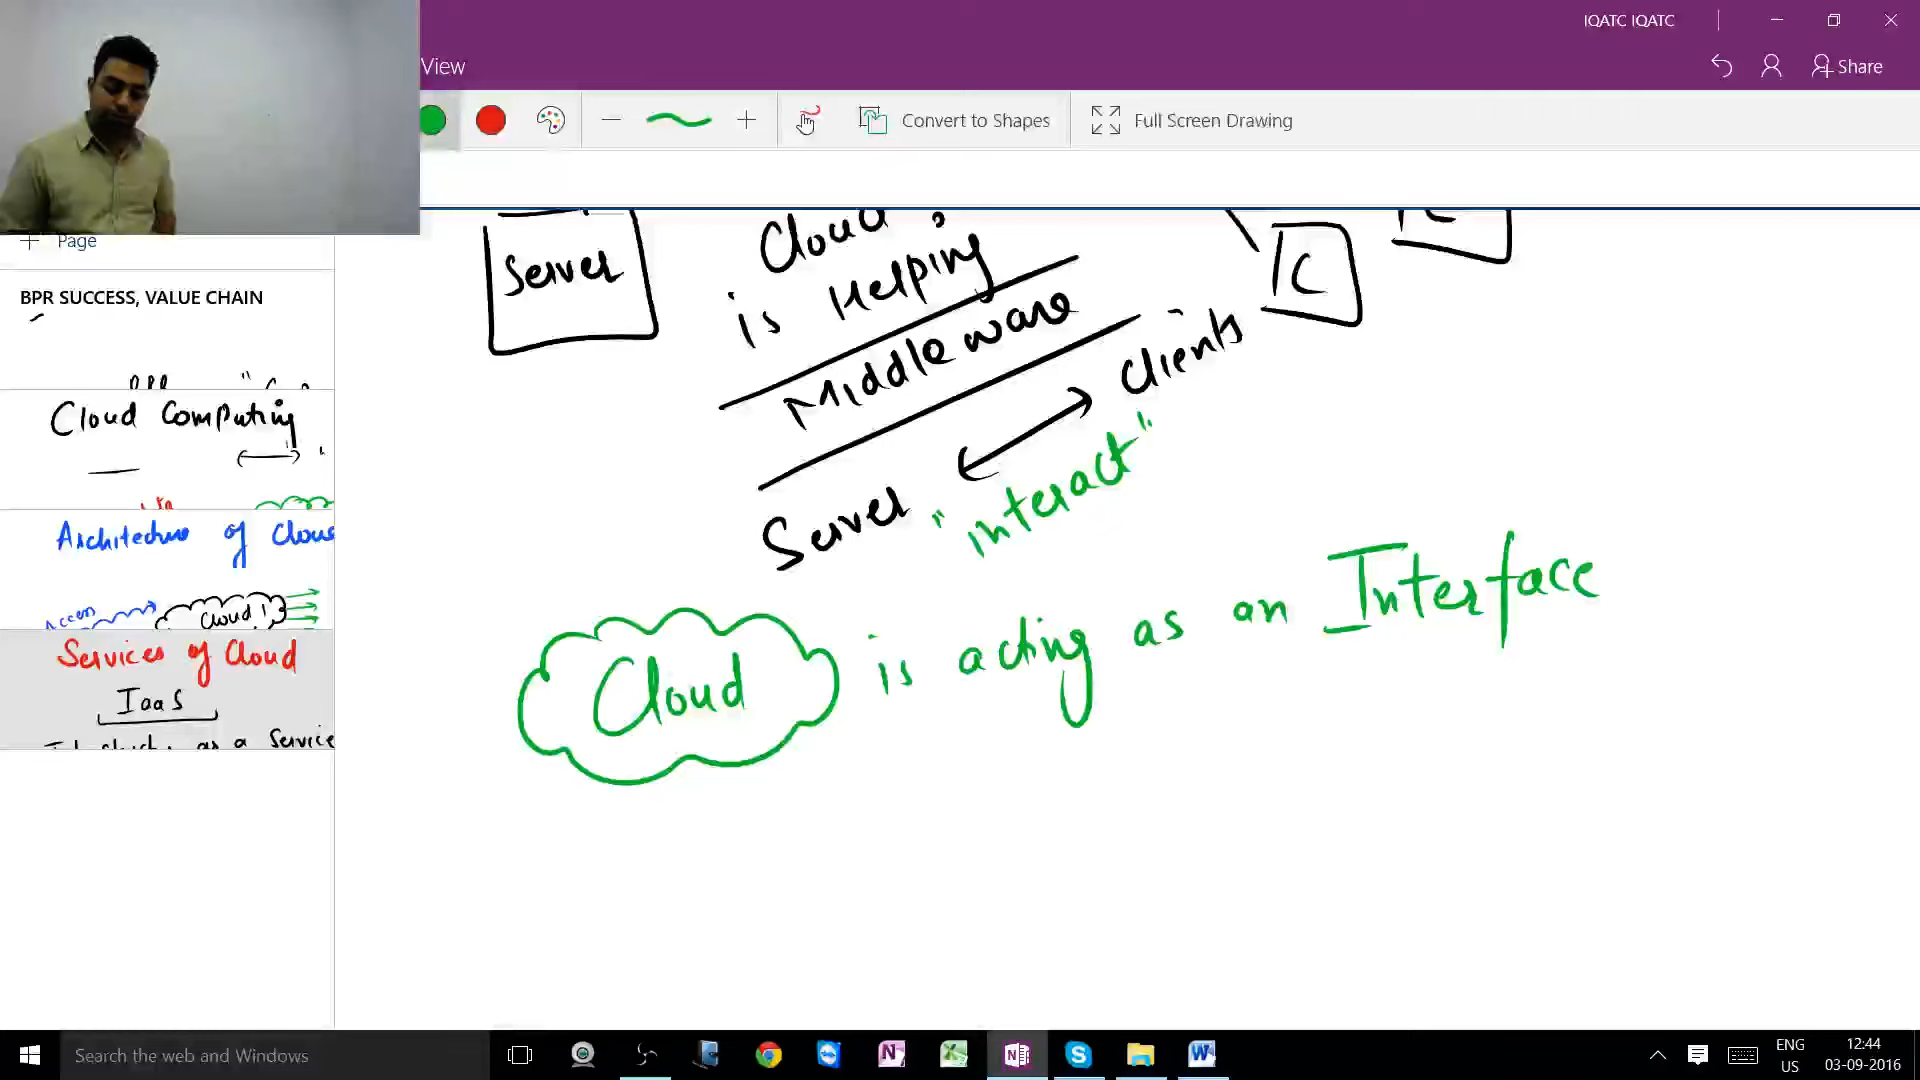 IQATC IQATC
View
Share
Convert to Shapes
Full Screen Drawing
Page
BPR SUCCESS, VALUE CHAIN
Cloud Computing
Architecture of Cloud
Access
Cloud
Services of Cloud
IaaS
as a Service
Server
Cloud
is Helping
Middleware
Server
Clients
"interact"
C
Cloud is acting as an Interface
Search the web and Windows
ENG
US
12:44
03-09-2016